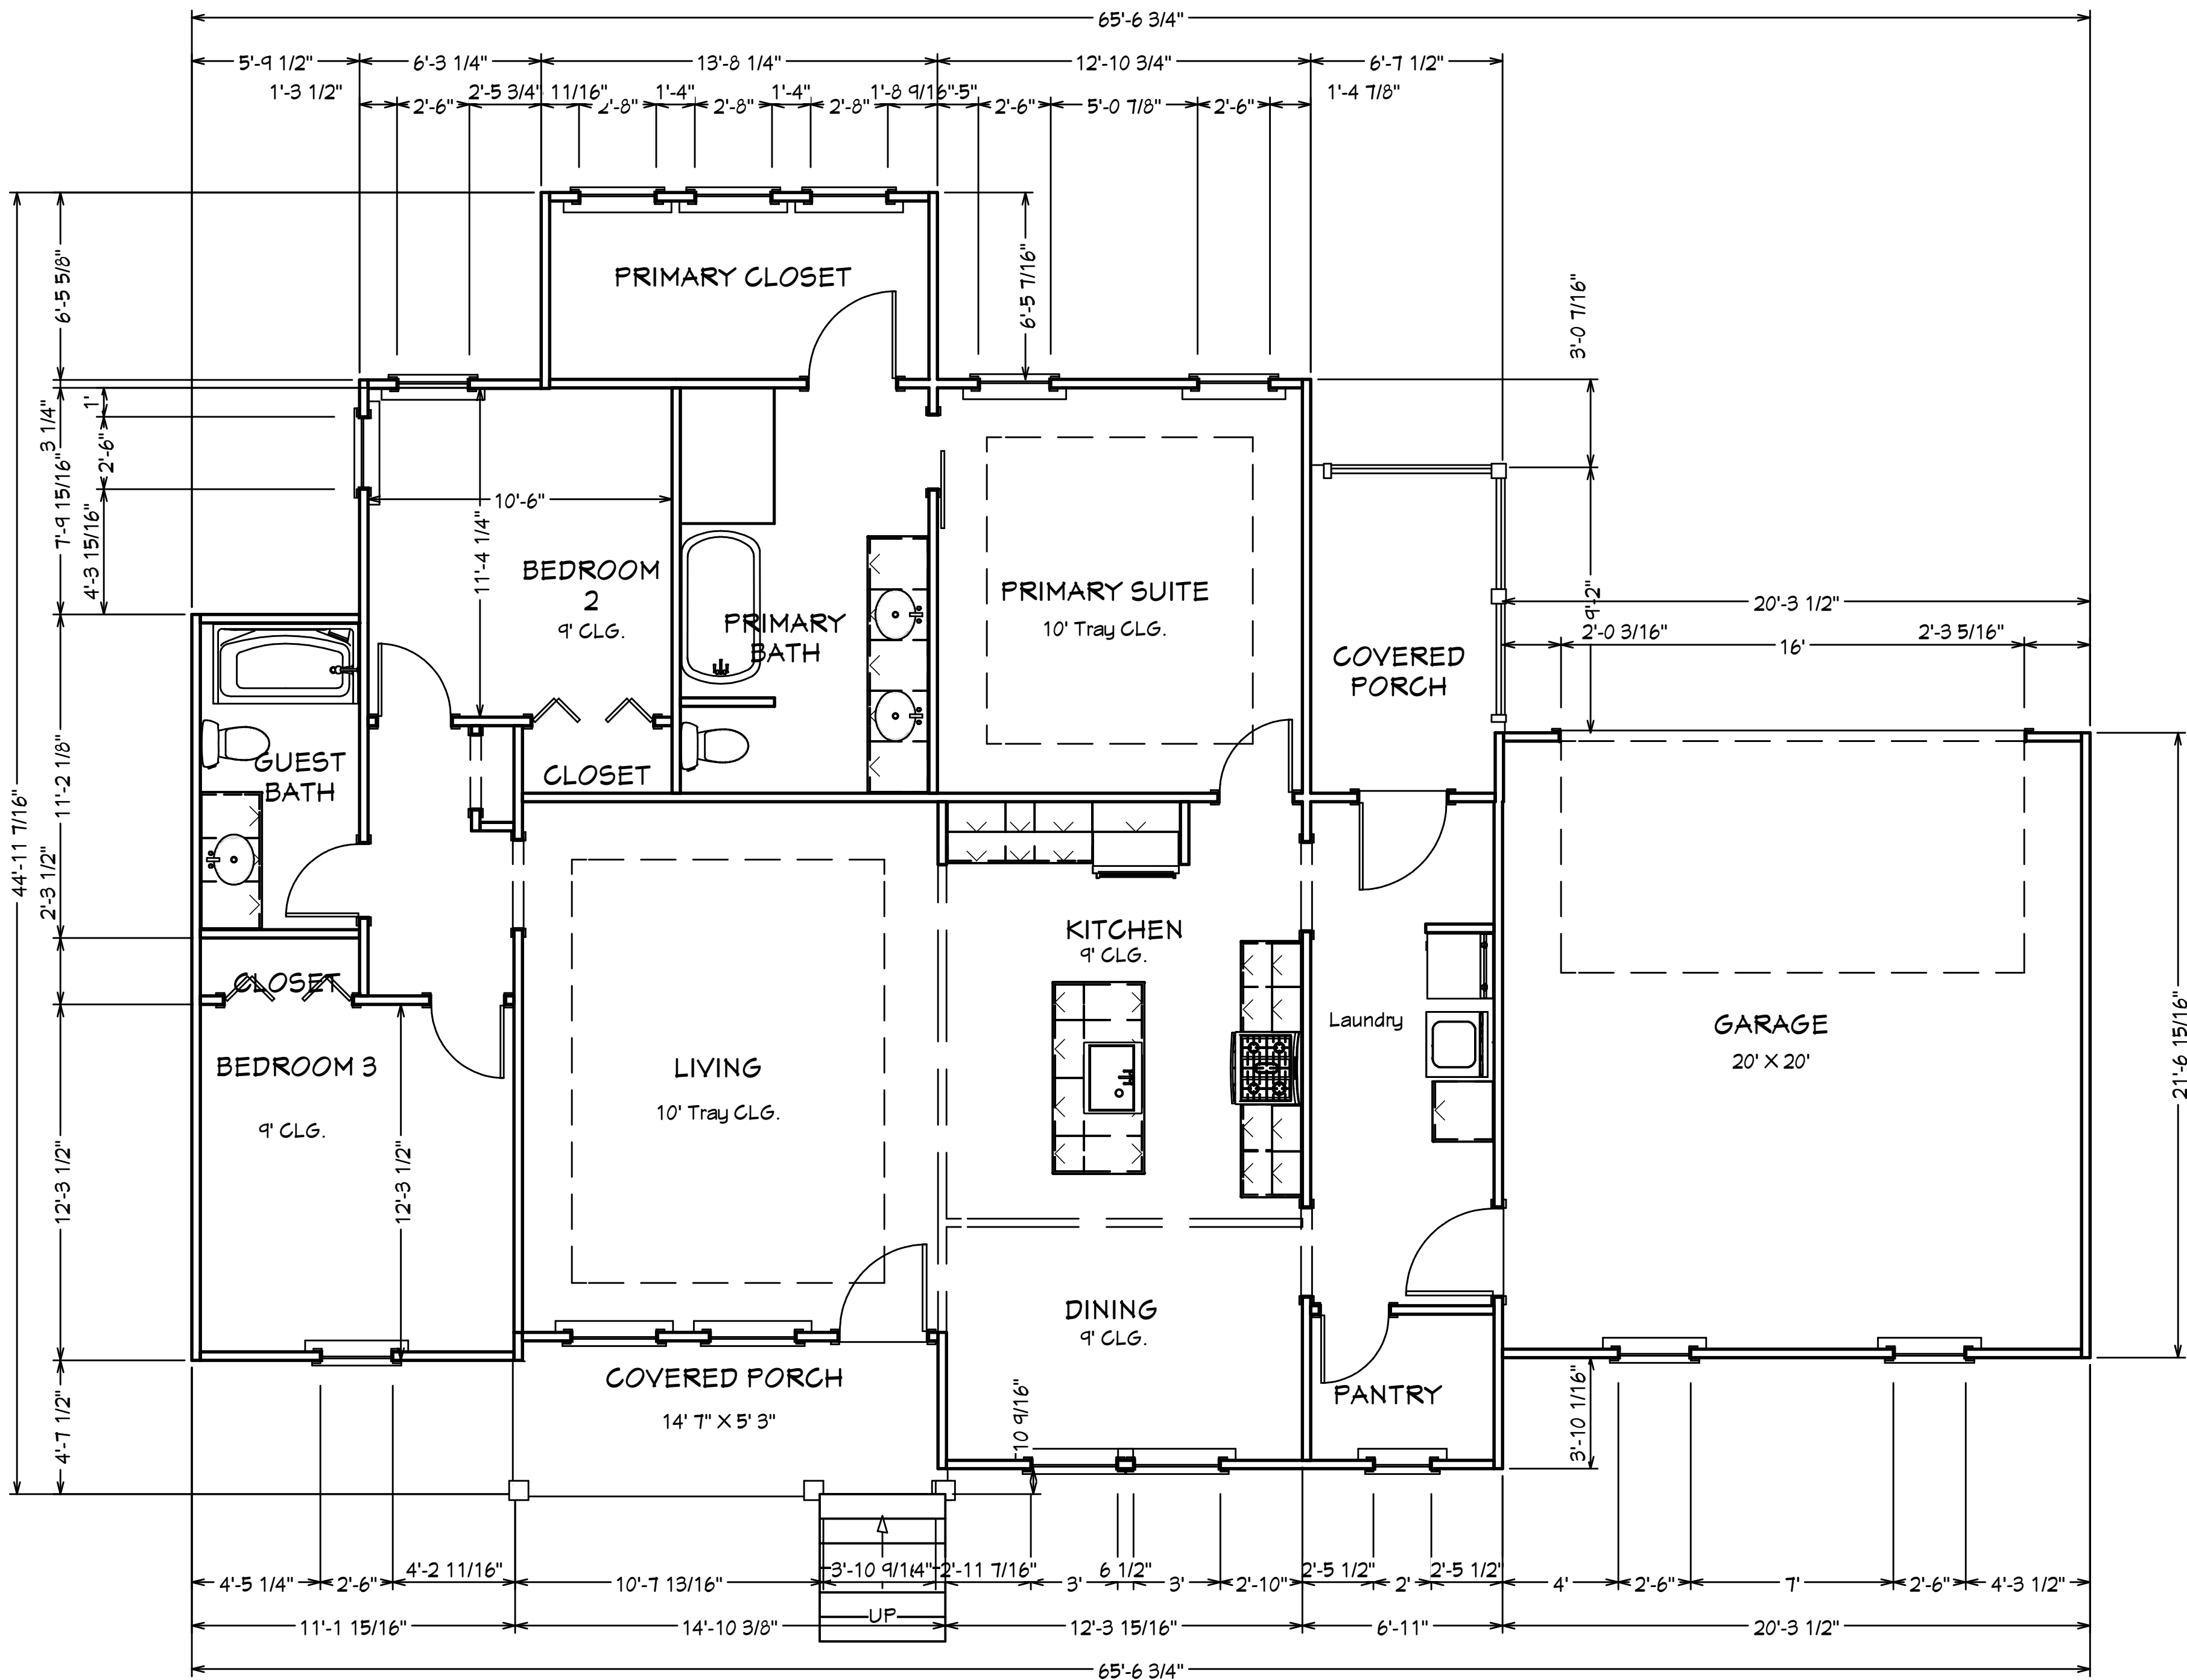 65'-6 3/4"
5'-9 1/2" 6'-3 1/4" 13'-8 1/4" 12'-10 3/4" 6'-7 1/2"
1'-3 1/2" 2'-6" 2'-5 3/4" 11/16" 2'-8" 1'-4" 2'-8" 1'-4" 2'-8" 1'-8 9/16" 2'-6" 5'-0 7/8" 2'-6" 1'-4 7/8"
PRIMARY CLOSET
6'-5 5/8"
6'-5 7/16"
3'-0 7/16"
1'
3 1/4"
2'-6"
7'-9 15/16"
4'-3 15/16"
10'-6"
11'-4 1/4"
BEDROOM
2
9' CLG.
PRIMARY
BATH
PRIMARY SUITE
10' Tray CLG.
9'-2"
COVERED
PORCH
20'-3 1/2"
2'-0 3/16" 16' 2'-3 5/16"
GUEST
BATH
CLOSET
11'-2 1/8"
44'-11 7/16"
2'-3 1/2"
KITCHEN
9' CLG.
CLOSET
Laundry
GARAGE
20' X 20'
21'-6 15/16"
BEDROOM 3
9' CLG.
LIVING
10' Tray CLG.
12'-3 1/2"
12'-3 1/2"
DINING
9' CLG.
COVERED PORCH
14' 7" X 5' 3"
PANTRY
10 9/16"
3'-10 1/16"
4'-7 1/2"
4'-5 1/4" 2'-6" 4'-2 11/16" 10'-7 13/16" 2'-11 7/16" 3' 6 1/2" 3' 2'-10" 2'-5 1/2" 2' 2'-5 1/2" 4' 2'-6" 7' 2'-6" 4'-3 1/2"
UP
11'-1 15/16" 14'-10 3/8" 12'-3 15/16" 6'-11" 20'-3 1/2"
65'-6 3/4"